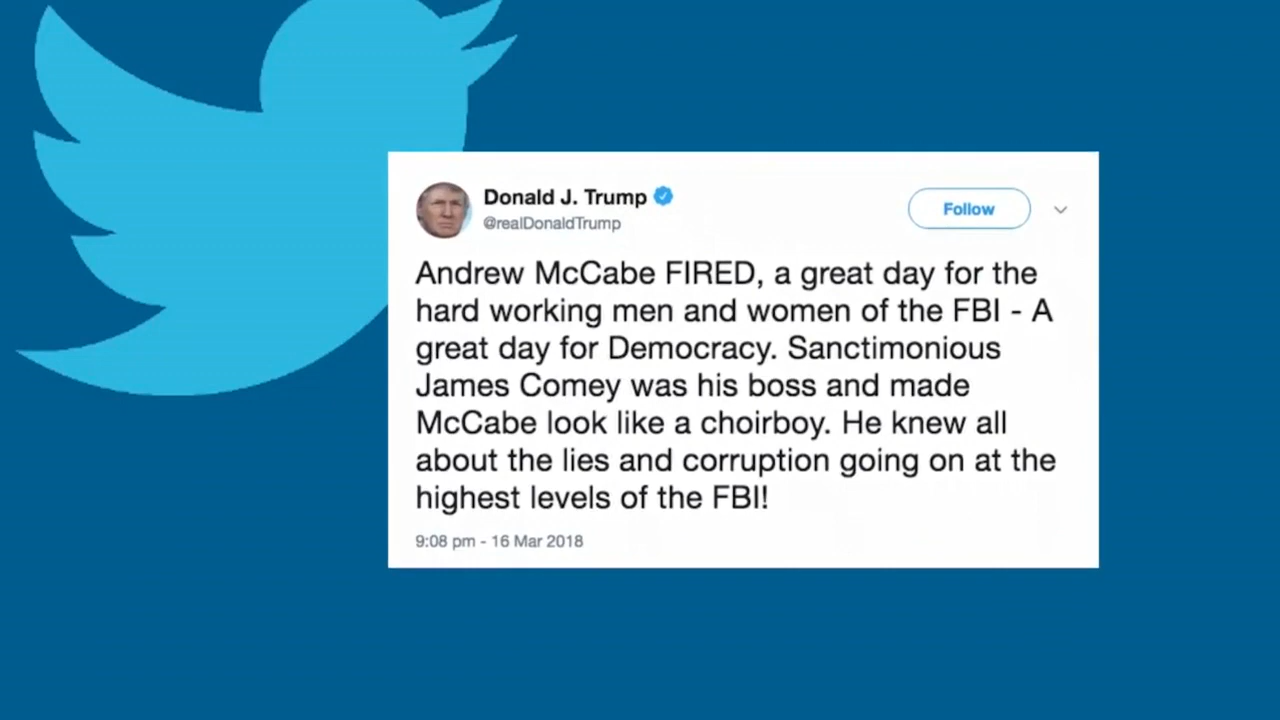 Donald J. Trump
@realDonaldTrump
Follow
Andrew McCabe FIRED, a great day for the
hard working men and women of the FBI - A
great day for Democracy. Sanctimonious
James Comey was his boss and made
McCabe look like a choirboy. He knew all
about the lies and corruption going on at the
highest levels of the FBI!
9:08 pm - 16 Mar 2018